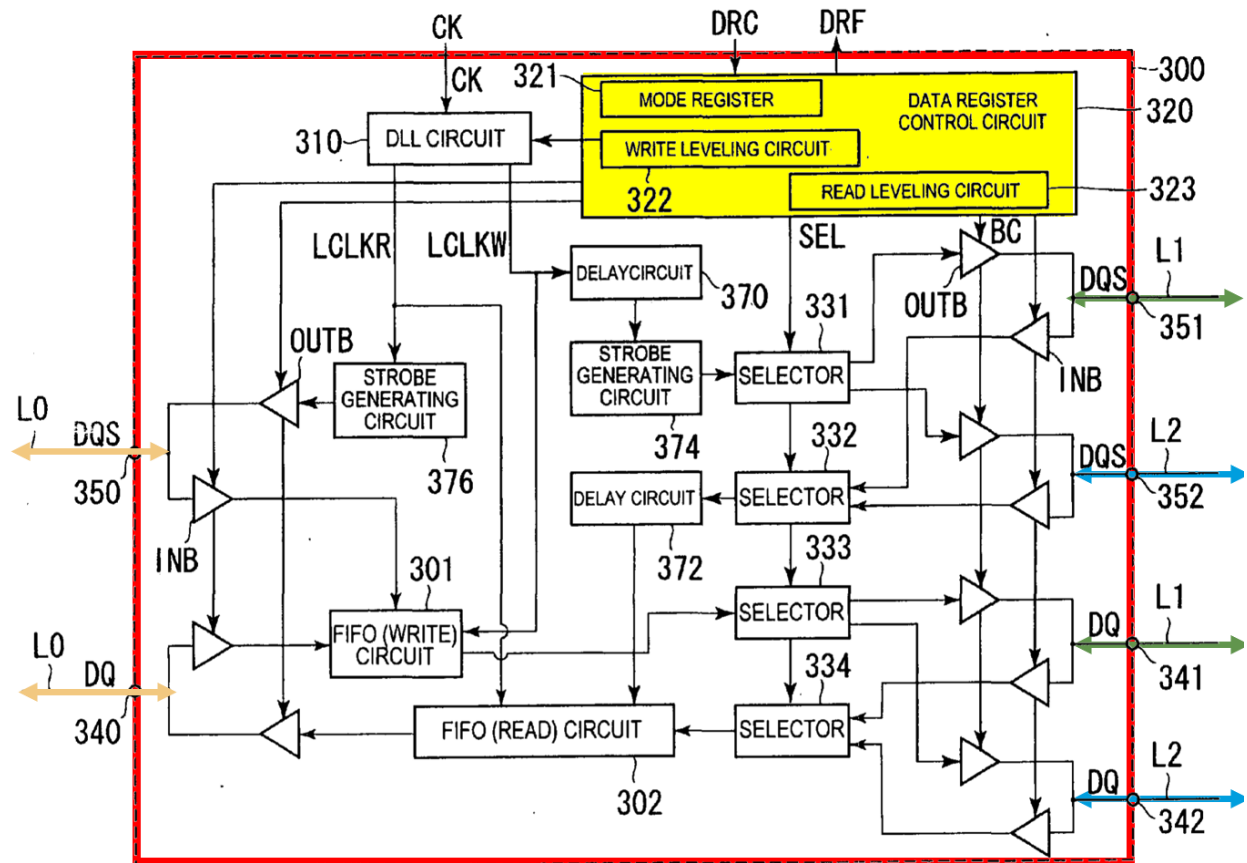 CK
DRC
DRF
300
CK
321
MODE REGISTER
DATA REGISTER
CONTROL CIRCUIT
320
310
DLL CIRCUIT
WRITE LEVELING CIRCUIT
322
READ LEVELING CIRCUIT
323
LCLKR
LCLKW
SEL
BC
DELAYCIRCUIT
370
OUTB
DQS
L1
351
331
OUTB
STROBE
GENERATING
CIRCUIT
376
STROBE
GENERATING
CIRCUIT
374
SELECTOR
INB
L0
DQS
350
332
DQS
L2
352
INB
DELAY CIRCUIT
372
SELECTOR
301
FIFO (WRITE)
CIRCUIT
333
SELECTOR
DQ
L1
341
L0
DQ
340
334
FIFO (READ) CIRCUIT
302
SELECTOR
DQ
L2
342